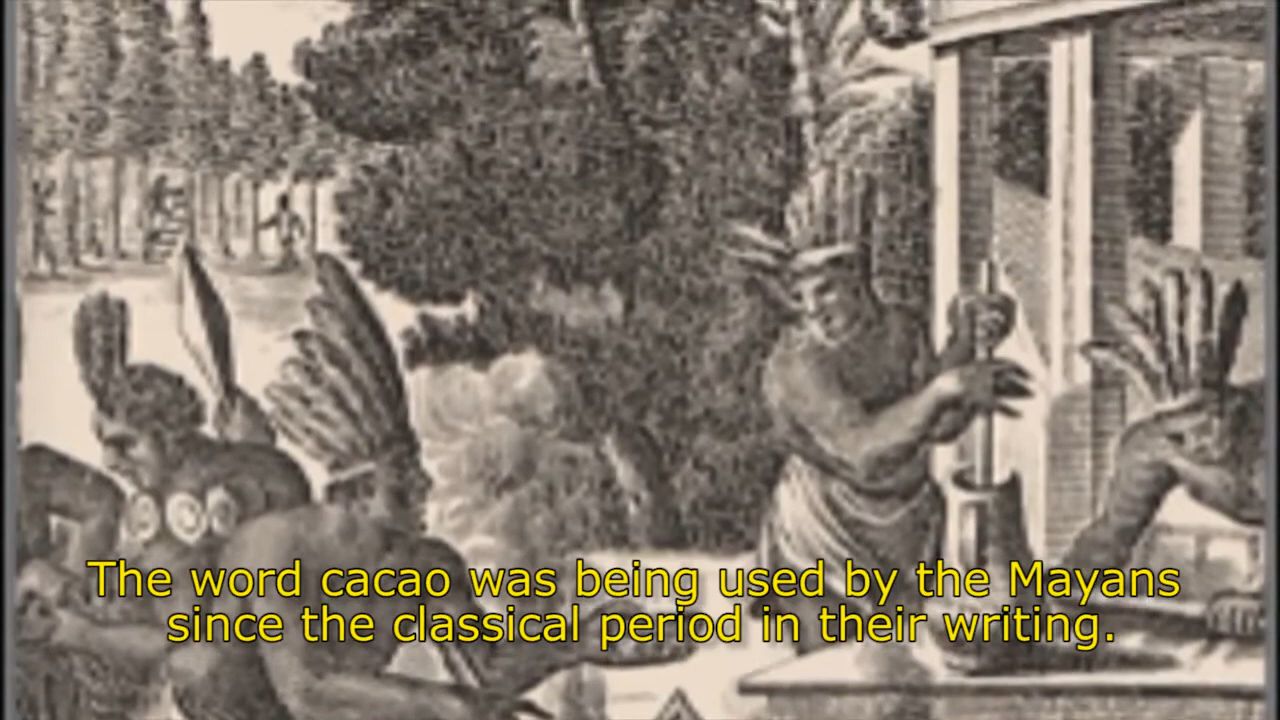 The word cacao was being used by the Mayans
since the classical period in their writing.